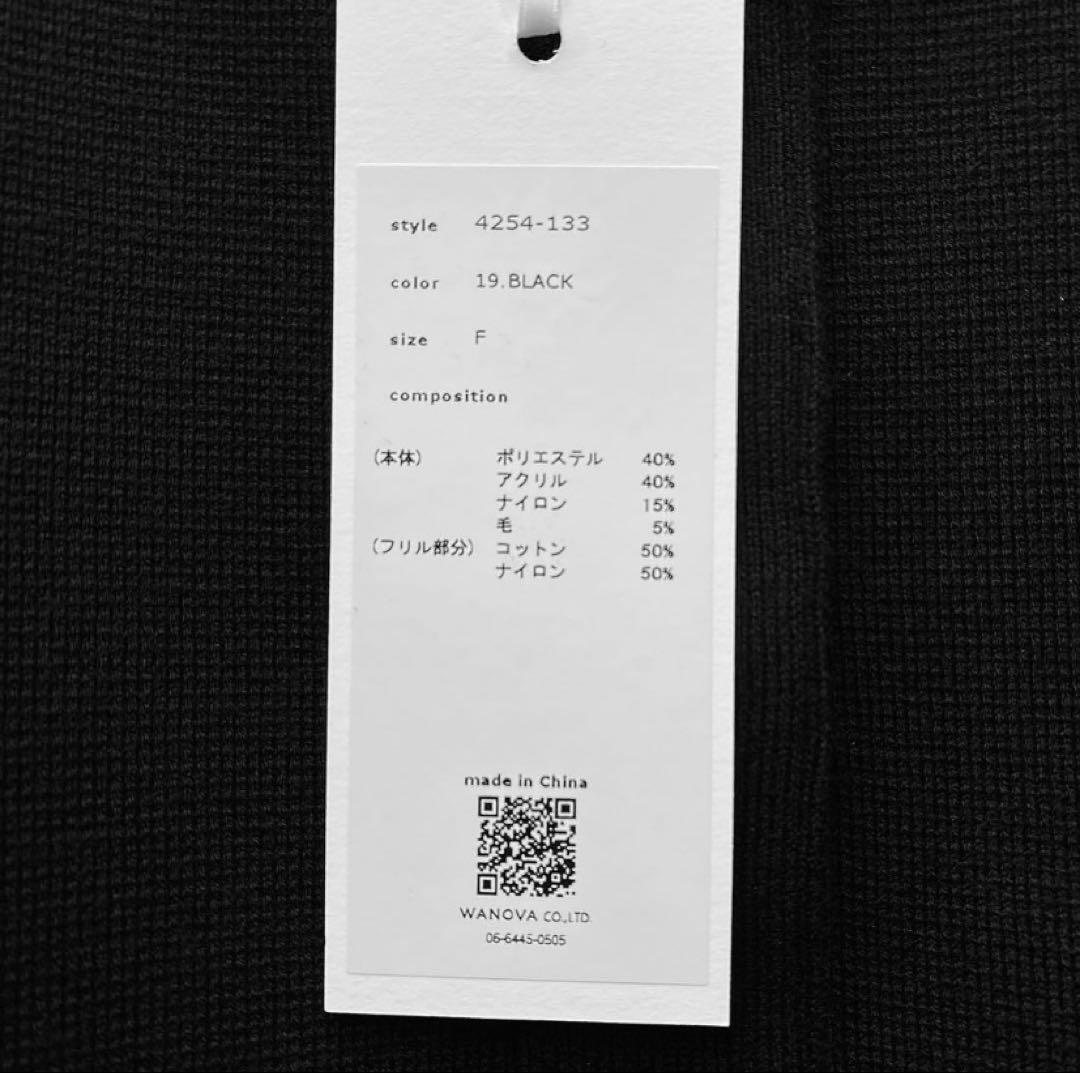 style 4254-133
color 19.BLACK
size F
composition
(本体) ポリエステル 40%
アクリル 40%
ナイロン 15%
毛 5%
(フリル部分) コットン 50%
ナイロン 50%
made in China
WANOVA CO.,LTD.
06-6445-0505